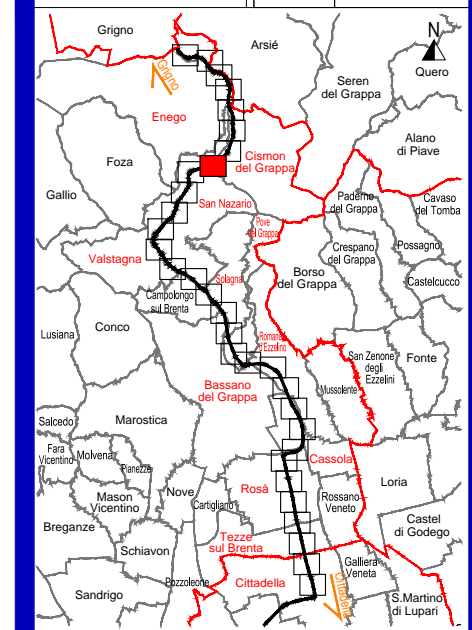 Grigno
Arsié
N
Quero
Seren
del Grappa
Grigno
Enego
Alano
di Piave
Foza
Cismon
del Grappa
Gallio
San Nazario
Paderno
del Grappa
Cavaso
del Tomba
Pove
del Grappa
Crespano
del Grappa
Possagno
Valstagna
Solagna
Borso
del Grappa
Castelcucco
Campolongo
sul Brenta
Lusiana
Conco
Romano
d'Ezzelino
San Zenone
degli
Ezzelini
Fonte
Bassano
del Grappa
Mussolente
Salcedo
Marostica
Fara
Vicentino
Molvena
Pianezze
Cassola
Loria
Mason
Vicentino
Nove
Rosà
Rossano
Veneto
Cartigliano
Breganze
Castel
di Godego
Schiavon
Tezze
sul Brenta
Galliera
Veneta
Pozzoleone
Cittadella
Cittadella
Sandrigo
S.Martino
di Lupari